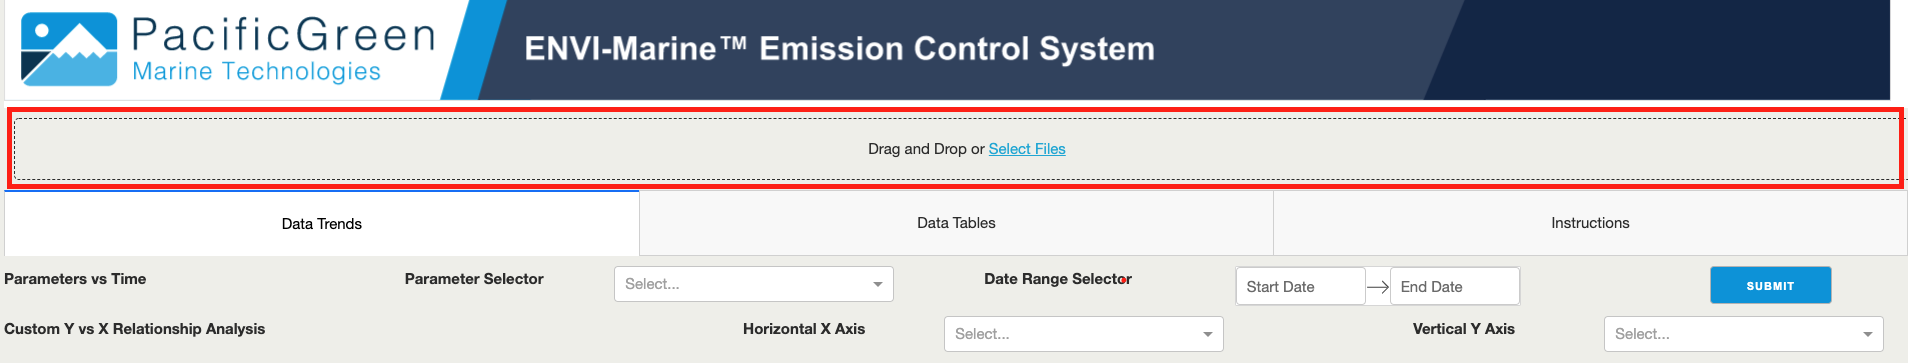 PacificGreen
Marine Technologies
ENVI-Marine™ Emission Control System
Drag and Drop or Select Files
Data Trends
Data Tables
Instructions
Parameters vs Time
Parameter Selector
Select...
Date Range Selector
Start Date
End Date
SUBMIT
Custom Y vs X Relationship Analysis
Horizontal X Axis
Select...
Vertical Y Axis
Select...